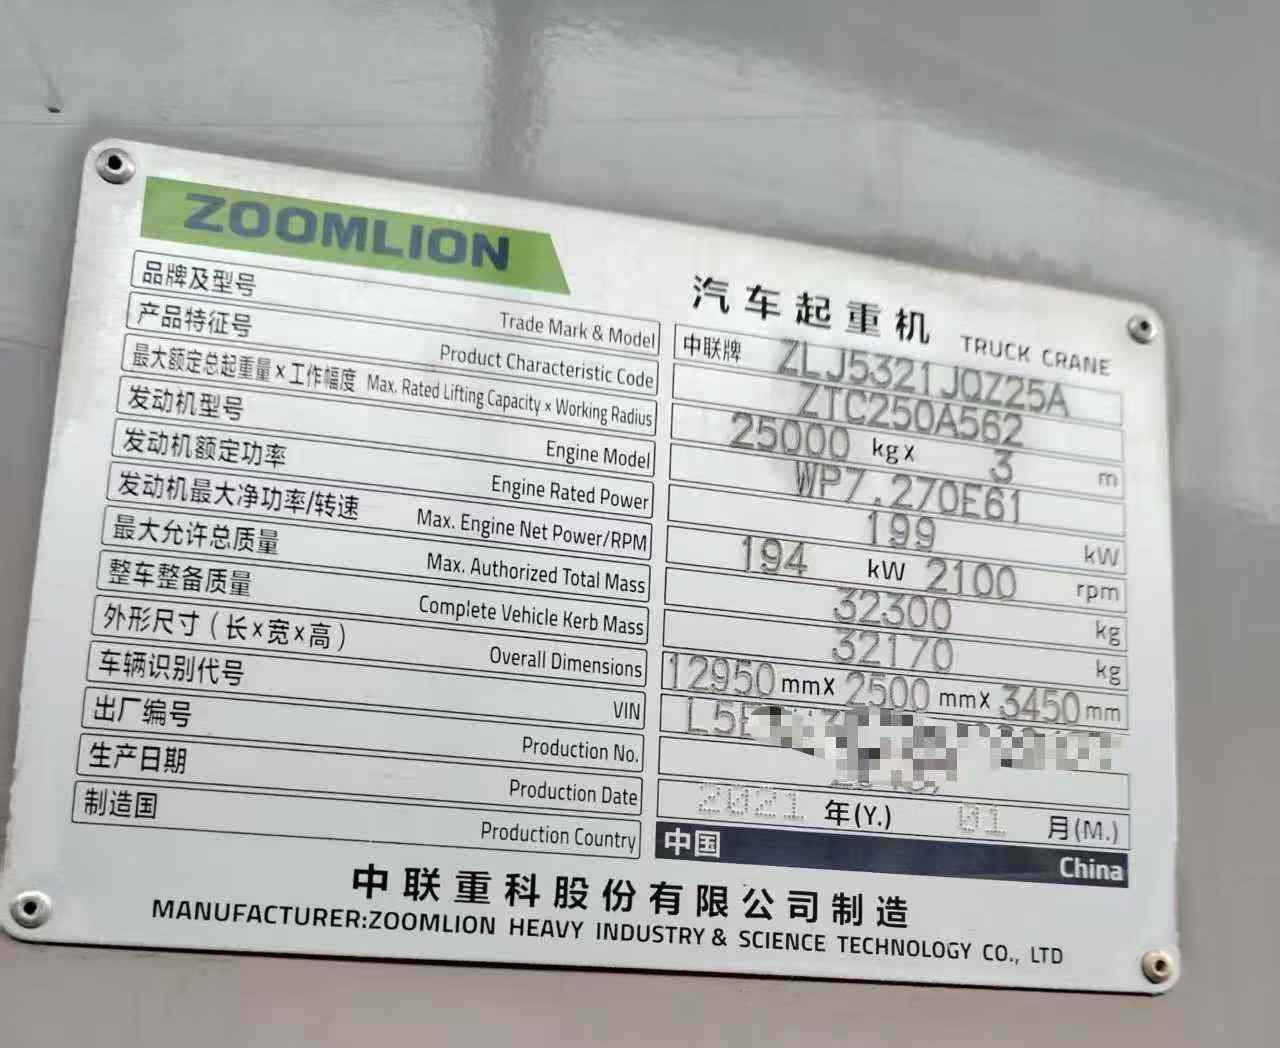 ZOOMLION
汽车起重机 TRUCK CRANE
品牌及型号 Trade Mark & Model 中联牌 ZLJ5321JQZ25A
产品特征号 Product Characteristic Code ZTC250A562
最大额定总起重量×工作幅度 Max. Rated Lifting Capacity × Working Radius 25000 kg× 3 m
发动机型号 Engine Model WP7.270E61
发动机额定功率 Engine Rated Power 199 kW
发动机最大净功率/转速 Max. Engine Net Power/RPM 194 kW 2100 rpm
最大允许总质量 Max. Authorized Total Mass 32300 kg
整车整备质量 Complete Vehicle Kerb Mass 32170 kg
外形尺寸(长×宽×高) Overall Dimensions 12950 mm× 2500 mm× 3450 mm
车辆识别代号 VIN
出厂编号 Production No.
生产日期 Production Date 2021 年(Y.) 01 月(M.)
制造国 Production Country 中国 China
中联重科股份有限公司制造
MANUFACTURER:ZOOMLION HEAVY INDUSTRY & SCIENCE TECHNOLOGY CO., LTD